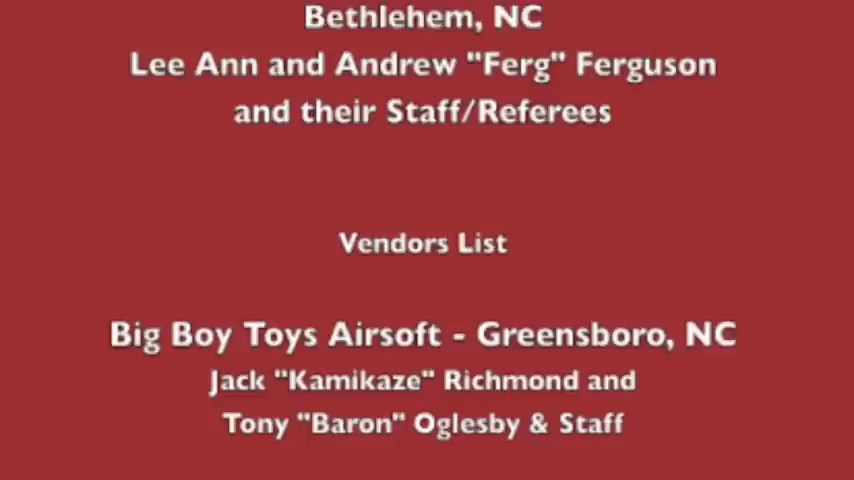 Bethlehem, NC
Lee Ann and Andrew "Ferg" Ferguson
and their Staff/Referees
Vendors List
Big Boy Toys Airsoft - Greensboro, NC
Jack "Kamikaze" Richmond and
Tony "Baron" Oglesby & Staff